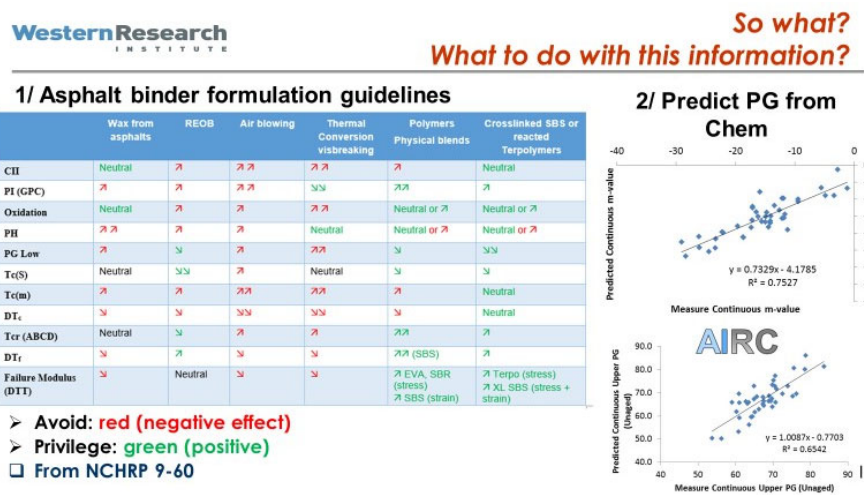 WesternResearch
INSTITUTE
So what?
What to do with this information?
1/ Asphalt binder formulation guidelines
Wax from asphalts REOB Air blowing Thermal Conversion visbreaking Polymers Physical blends Crosslinked SBS or reacted Terpolymers
CII Neutral ↗ ↗↗ ↗↗ ↗ Neutral
PI (GPC) ↗ ↗ ↗↗ ↘↘ ↗↗ ↗
Oxidation Neutral ↗ ↗ ↗↗ Neutral or ↗ Neutral or ↗
PH ↗↗ ↗ ↗ Neutral Neutral or ↗ Neutral or ↗
PG Low ↗ ↘ ↗ ↗↗ ↘ ↘↘
Tc(S) Neutral ↘↘ ↗ Neutral ↘ ↘
Tc(m) ↗ ↗ ↗↗ ↗↗ ↗ Neutral
DTc ↘ ↘ ↘↘ ↘↘ ↘ Neutral
Tcr (ABCD) Neutral ↘ ↗ ↗ ↗↗ ↗
DTf ↘ ↗ ↘ ↘ ↗↗ (SBS) ↗
Failure Modulus (DTT) ↘ Neutral ↘ ↘ ↗ EVA, SBR (stress) ↗ SBS (strain) ↗ Terpo (stress) ↗ XL SBS (stress + strain)
➢ Avoid: red (negative effect)
➢ Privilege: green (positive)
❑ From NCHRP 9-60
2/ Predict PG from
Chem
-40 -30 -20 -10 0
Predicted Continuous m-value
y = 0.7329x - 4.1785
R² = 0.7527
Measure Continuous m-value
AIRC
Predicted Continuous Upper PG
(Unaged)
90.0
80.0
70.0
60.0
50.0
40.0
y = 1.0087x - 0.7703
R² = 0.6542
40 50 60 70 80 90
Measure Continuous Upper PG (Unaged)